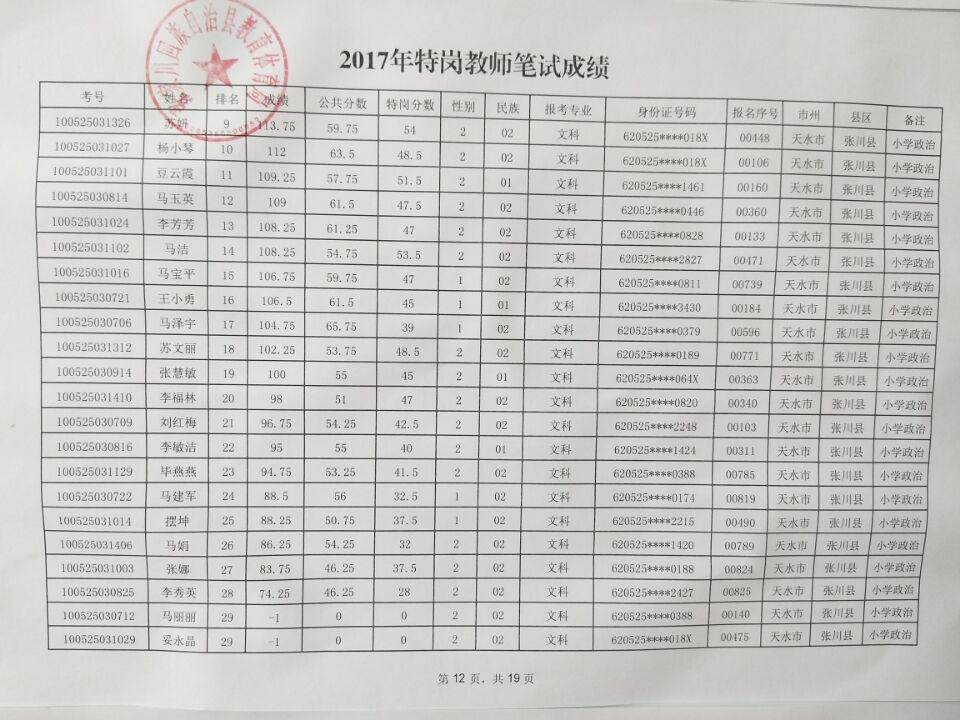 川回族自治县教育体育局
2017年特岗教师笔试成绩
考号 姓名 排名 成绩 公共分数 特岗分数 性别 民族 报考专业 身份证号码 报名序号 市州 县区 备注
100525031326 苏妍 9 113.75 59.75 54 2 02 文科 620525****018X 00448 天水市 张川县 小学政治
100525031027 杨小琴 10 112 63.5 48.5 2 02 文科 620525****018X 00106 天水市 张川县 小学政治
100525031101 豆云霞 11 109.25 57.75 51.5 2 01 文科 620525****1461 00160 天水市 张川县 小学政治
100525030814 马玉英 12 109 61.5 47.5 2 02 文科 620525****0446 00360 天水市 张川县 小学政治
100525031024 李芳芳 13 108.25 61.25 47 2 02 文科 620525****0828 00133 天水市 张川县 小学政治
100525031102 马洁 14 108.25 54.75 53.5 2 02 文科 620525****2827 00471 天水市 张川县 小学政治
100525031016 马宝平 15 106.75 59.75 47 1 02 文科 620525****0811 00739 天水市 张川县 小学政治
100525030721 王小勇 16 106.5 61.5 45 1 01 文科 620525****3430 00184 天水市 张川县 小学政治
100525030706 马泽宇 17 104.75 65.75 39 1 02 文科 620525****0379 00596 天水市 张川县 小学政治
100525031312 苏文丽 18 102.25 53.75 48.5 2 02 文科 620525****0189 00771 天水市 张川县 小学政治
100525030914 张慧敏 19 100 55 45 2 01 文科 620525****064X 00363 天水市 张川县 小学政治
100525031410 李福林 20 98 51 47 2 02 文科 620525****0820 00340 天水市 张川县 小学政治
100525030709 刘红梅 21 96.75 54.25 42.5 2 02 文科 620525****2248 00103 天水市 张川县 小学政治
100525030816 李敏洁 22 95 55 40 2 01 文科 620525****1424 00311 天水市 张川县 小学政治
100525031129 毕燕燕 23 94.75 53.25 41.5 2 02 文科 620525****0388 00785 天水市 张川县 小学政治
100525030722 马建军 24 88.5 56 32.5 1 02 文科 620525****0174 00819 天水市 张川县 小学政治
100525031014 摆坤 25 88.25 50.75 37.5 1 02 文科 620525****2215 00490 天水市 张川县 小学政治
100525031406 马娟 26 86.25 54.25 32 2 02 文科 620525****1420 00789 天水市 张川县 小学政治
100525031003 张娜 27 83.75 46.25 37.5 2 02 文科 620525****0188 00824 天水市 张川县 小学政治
100525030825 李秀英 28 74.25 46.25 28 2 02 文科 620525****2427 00825 天水市 张川县 小学政治
100525030712 马丽丽 29 -1 0 0 2 02 文科 620525****0388 00140 天水市 张川县 小学政治
100525031029 妥水晶 29 -1 0 0 2 02 文科 620525****018X 00475 天水市 张川县 小学政治
第 12 页，共 19 页